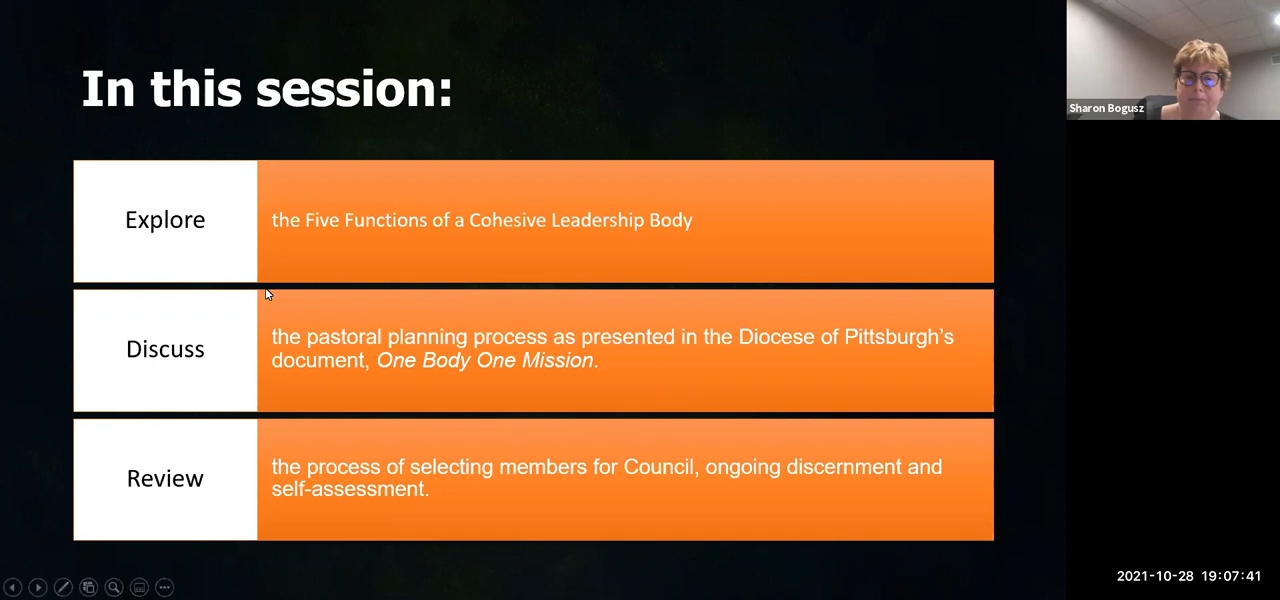 In this session:
Sharon Bogusz
Explore
the Five Functions of a Cohesive Leadership Body
Discuss
the pastoral planning process as presented in the Diocese of Pittsburgh's
document, One Body One Mission.
Review
the process of selecting members for Council, ongoing discernment and
self-assessment.
2021-10-28 19:07:41